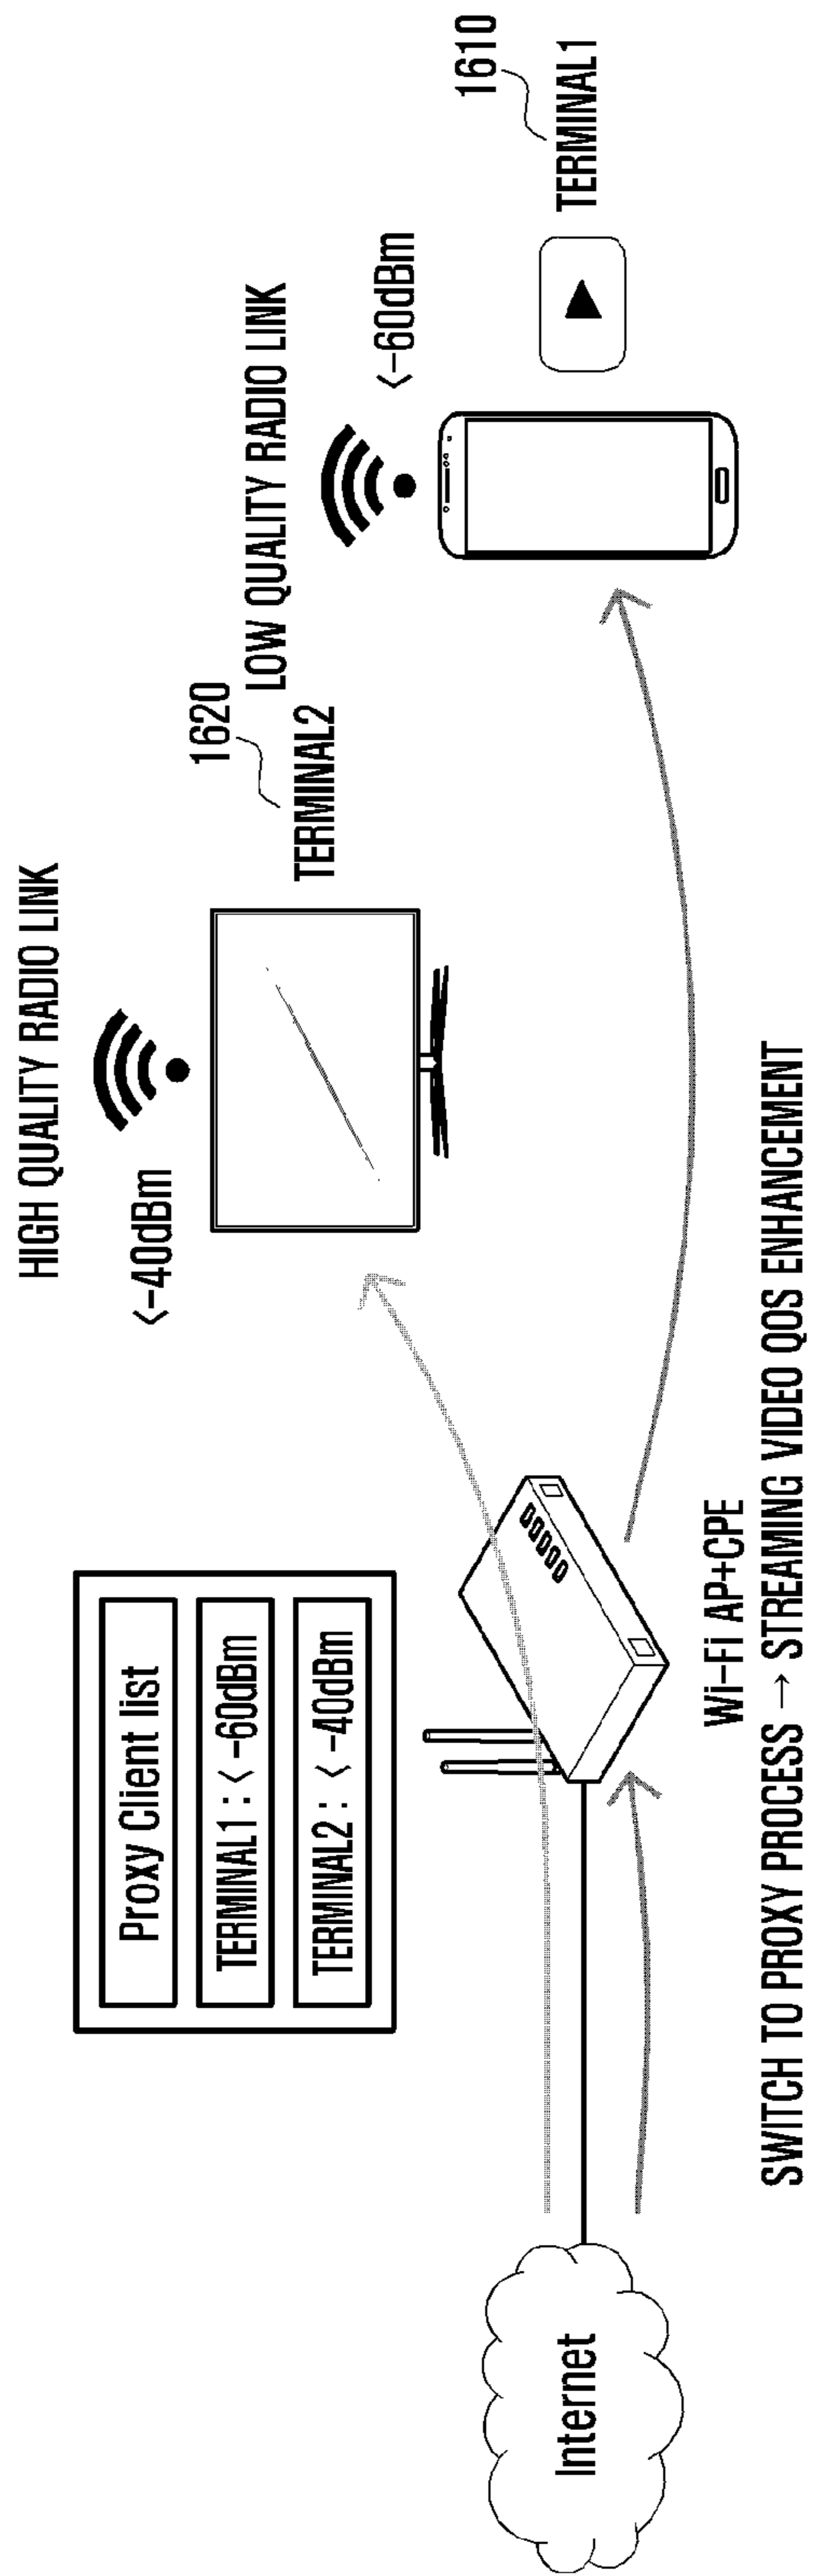 HIGH QUALITY RADIO LINK
<-40dBm
1620
TERMINAL2
LOW QUALITY RADIO LINK
<-60dBm
1610
TERMINAL1
Proxy Client list
TERMINAL1 : < -60dBm
TERMINAL2 : < -40dBm
Internet
Wi-Fi AP+CPE
SWITCH TO PROXY PROCESS → STREAMING VIDEO QOS ENHANCEMENT